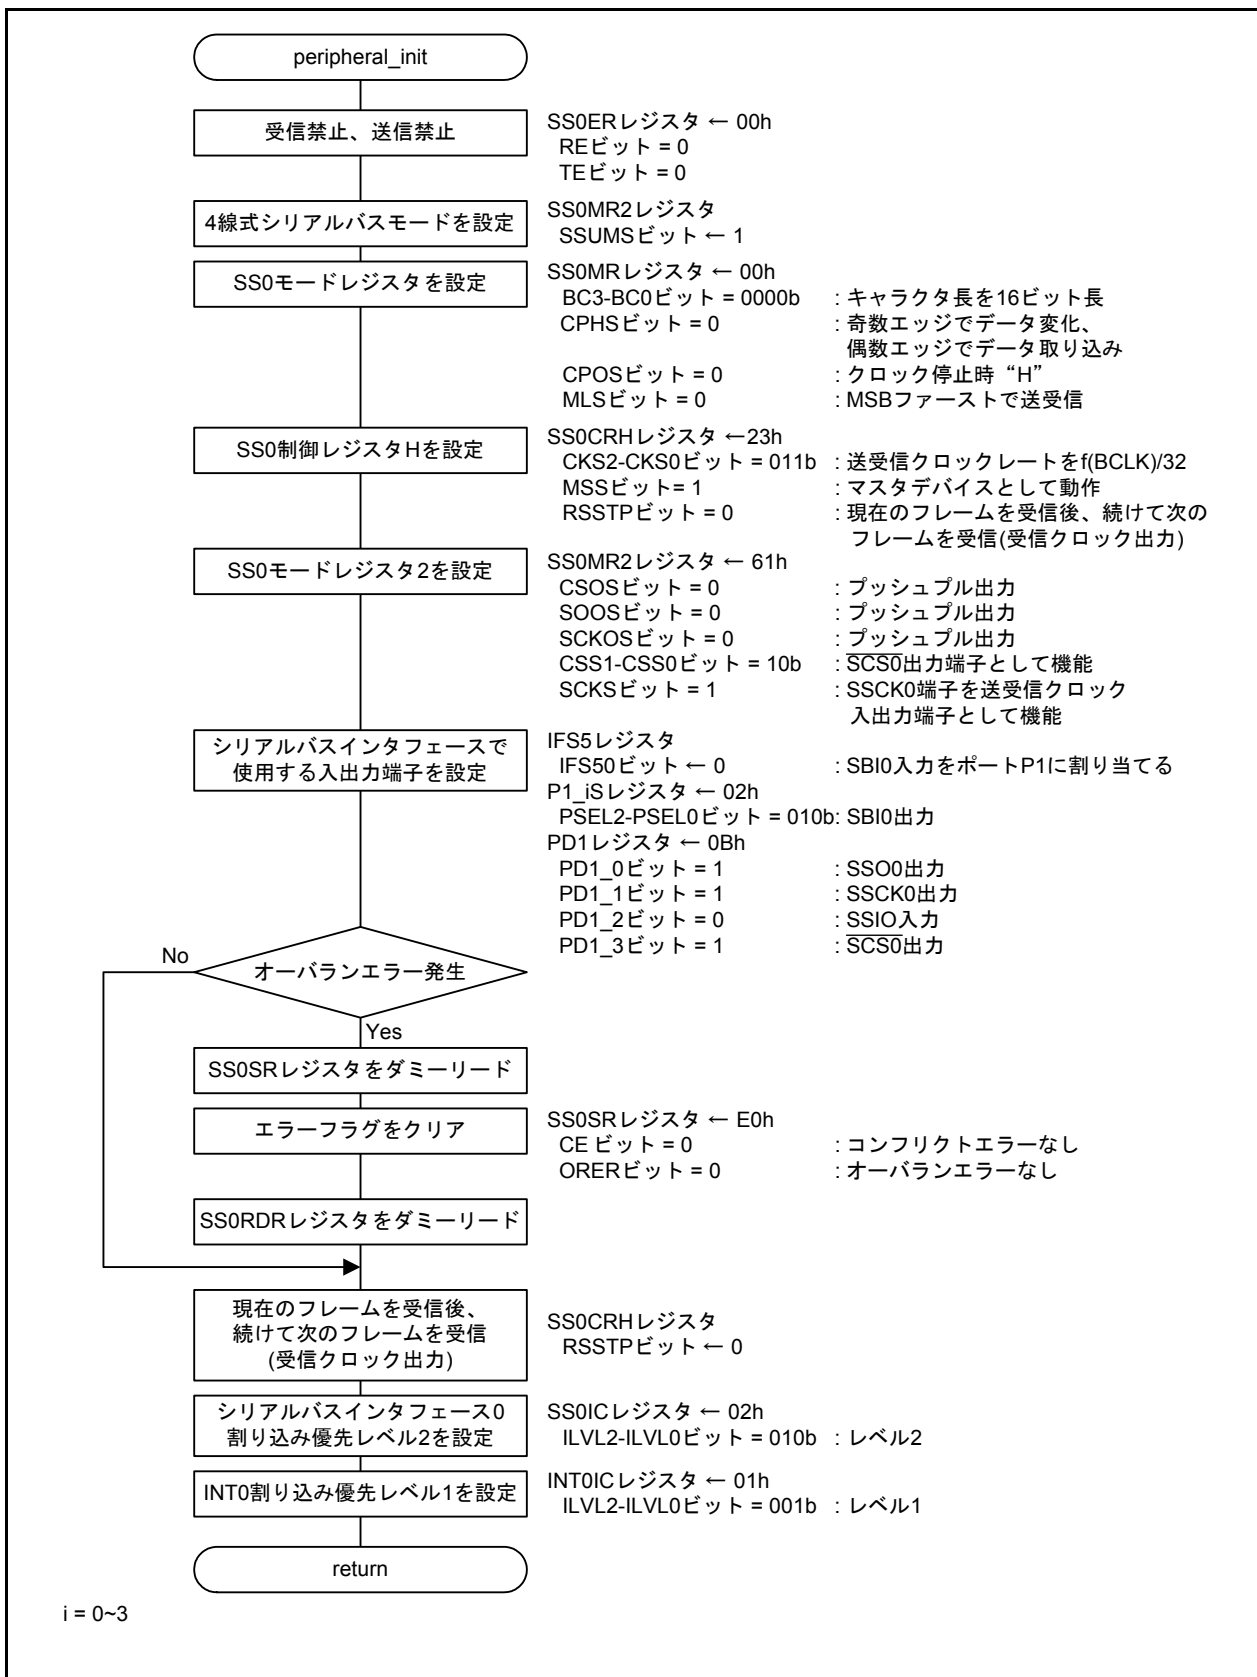 peripheral_init
受信禁止、送信禁止
SS0ERレジスタ ← 00h
REビット = 0
TEビット = 0
4線式シリアルバスモードを設定
SS0MR2レジスタ
SSUMSビット ← 1
SS0モードレジスタを設定
SS0MRレジスタ ← 00h
BC3-BC0ビット = 0000b : キャラクタ長を16ビット長
CPHSビット = 0 : 奇数エッジでデータ変化、
偶数エッジでデータ取り込み
CPOSビット = 0 : クロック停止時“H”
MLSビット = 0 : MSBファーストで送受信
SS0制御レジスタHを設定
SS0CRHレジスタ ←23h
CKS2-CKS0ビット = 011b : 送受信クロックレートをf(BCLK)/32
MSSビット= 1 : マスタデバイスとして動作
RSSTPビット = 0 : 現在のフレームを受信後、続けて次の
フレームを受信(受信クロック出力)
SS0モードレジスタ2を設定
SS0MR2レジスタ ← 61h
CSOSビット = 0 : プッシュプル出力
SOOSビット = 0 : プッシュプル出力
SCKOSビット = 0 : プッシュプル出力
CSS1-CSS0ビット = 10b : SCS0出力端子として機能
SCKSビット = 1 : SSCK0端子を送受信クロック
入出力端子として機能
シリアルバスインタフェースで
使用する入出力端子を設定
IFS5レジスタ
IFS50ビット ← 0 : SBI0入力をポートP1に割り当てる
P1_iSレジスタ ← 02h
PSEL2-PSEL0ビット = 010b: SBI0出力
PD1レジスタ ← 0Bh
PD1_0ビット = 1 : SSO0出力
PD1_1ビット = 1 : SSCK0出力
PD1_2ビット = 0 : SSIO入力
PD1_3ビット = 1 : SCS0出力
No
オーバランエラー発生
Yes
SS0SRレジスタをダミーリード
エラーフラグをクリア
SS0SRレジスタ ← E0h
CE ビット = 0 : コンフリクトエラーなし
ORERビット = 0 : オーバランエラーなし
SS0RDRレジスタをダミーリード
現在のフレームを受信後、
続けて次のフレームを受信
(受信クロック出力)
SS0CRHレジスタ
RSSTPビット ← 0
シリアルバスインタフェース0
割り込み優先レベル2を設定
SS0ICレジスタ ← 02h
ILVL2-ILVL0ビット = 010b : レベル2
INT0割り込み優先レベル1を設定
INT0ICレジスタ ← 01h
ILVL2-ILVL0ビット = 001b : レベル1
return
i = 0~3